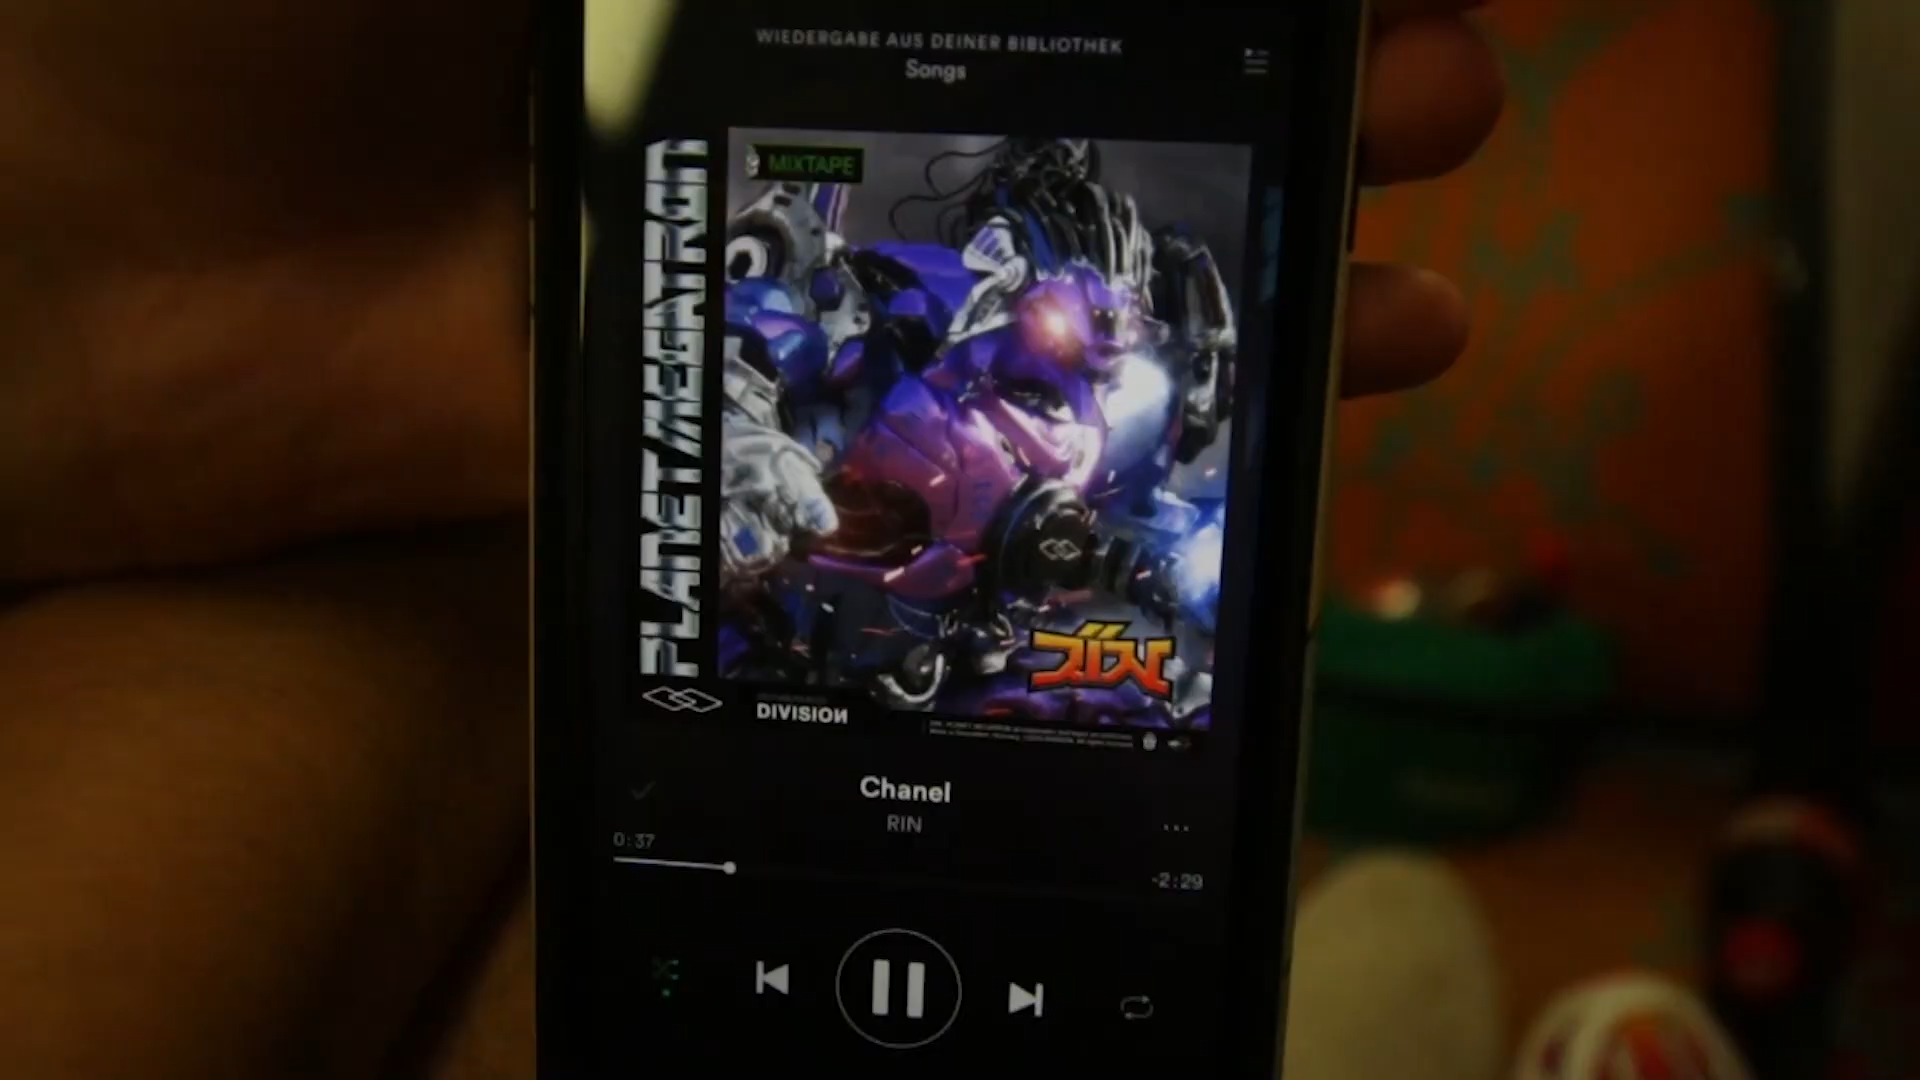 WIEDERGABE AUS DEINER BIBLIOTHEK
Songs
MIXTAPE
PLANET MEGATRON
DIVISION
Chanel
RIN
0:37
-2:29